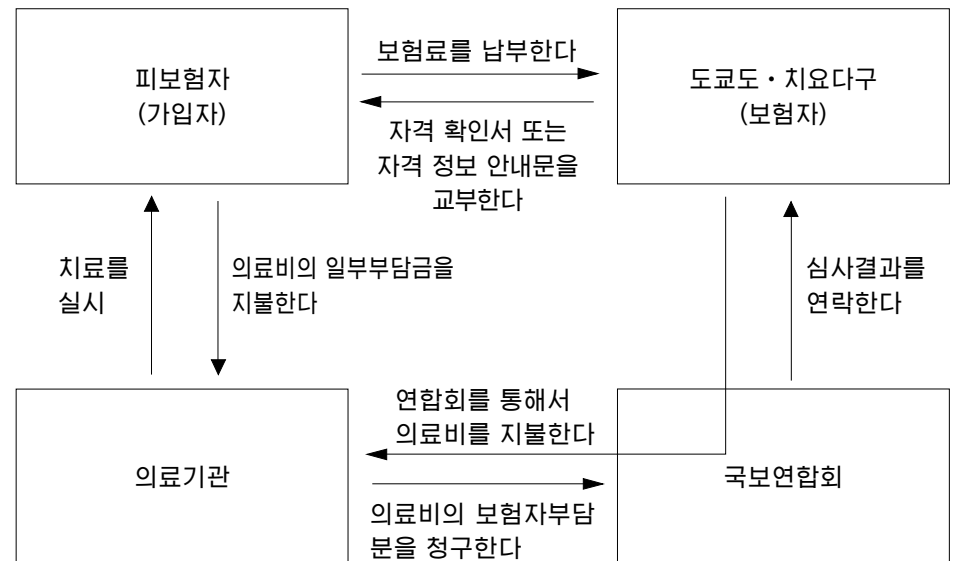 피보험자
(가입자)
보험료를 납부한다
도쿄도・치요다구
(보험자)
자격 확인서 또는
자격 정보 안내문을
교부한다
치료를
실시
의료비의 일부부담금을
지불한다
심사결과를
연락한다
연합회를 통해서
의료비를 지불한다
의료기관
국보연합회
의료비의 보험자부담
분을 청구한다